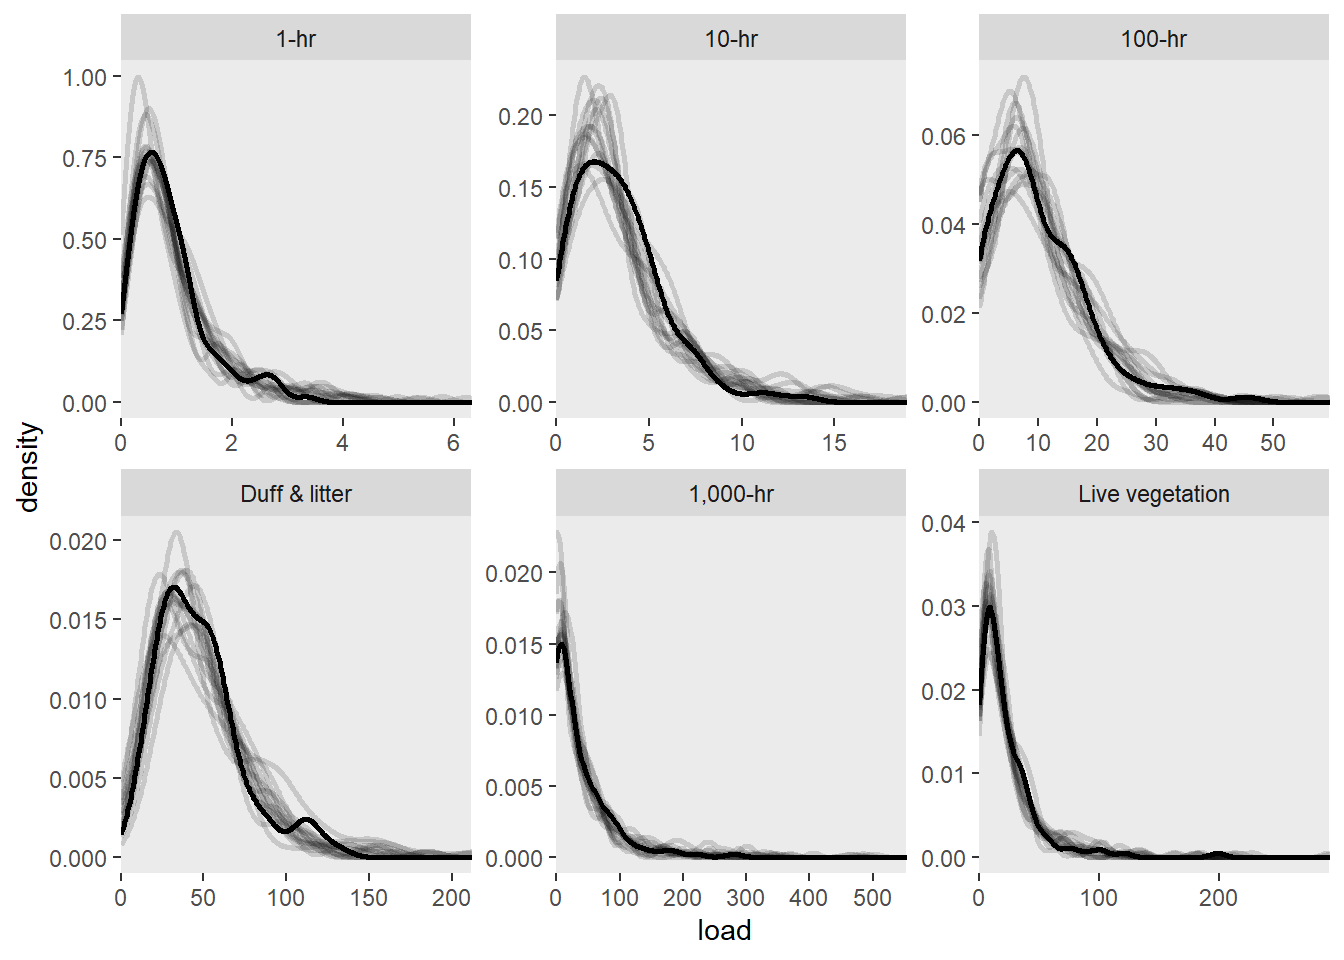 1-hr
10-hr
100-hr
1.00
0.75
0.50
0.25
0.00
0.20
0.15
0.10
0.05
0.00
0.06
0.04
0.02
0.00
0 2 4 6
0 5 10 15
0 10 20 30 40 50
density
Duff & litter
1,000-hr
Live vegetation
0.020
0.015
0.010
0.005
0.000
0.020
0.015
0.010
0.005
0.000
0.04
0.03
0.02
0.01
0.00
0 50 100 150 200
0 100 200 300 400 500
0 100 200
load